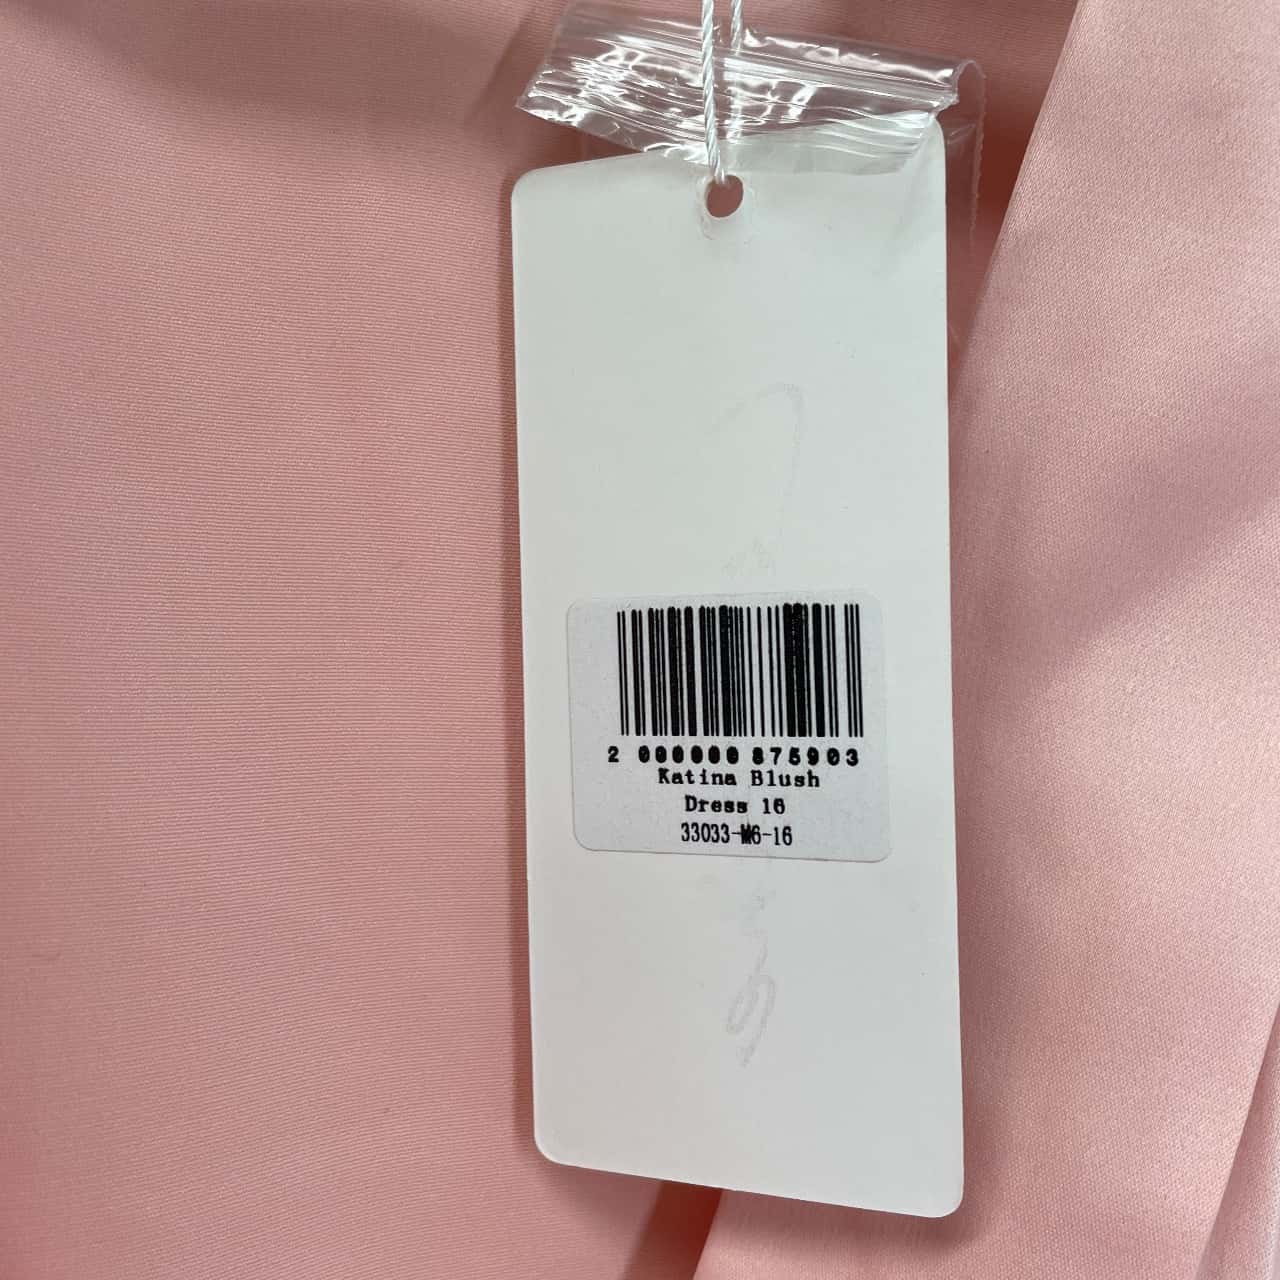 2 000000 875903
Katina Blush
Dress 16
33033-M6-16